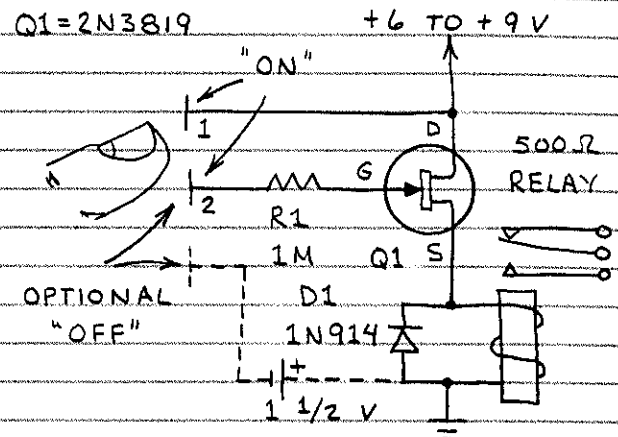 Q1=2N3819
+6 TO +9 V
"ON"
1
D
500Ω
RELAY
G
2
R1
1M
Q1
S
OPTIONAL
"OFF"
D1
1N914
+
1 1/2 V